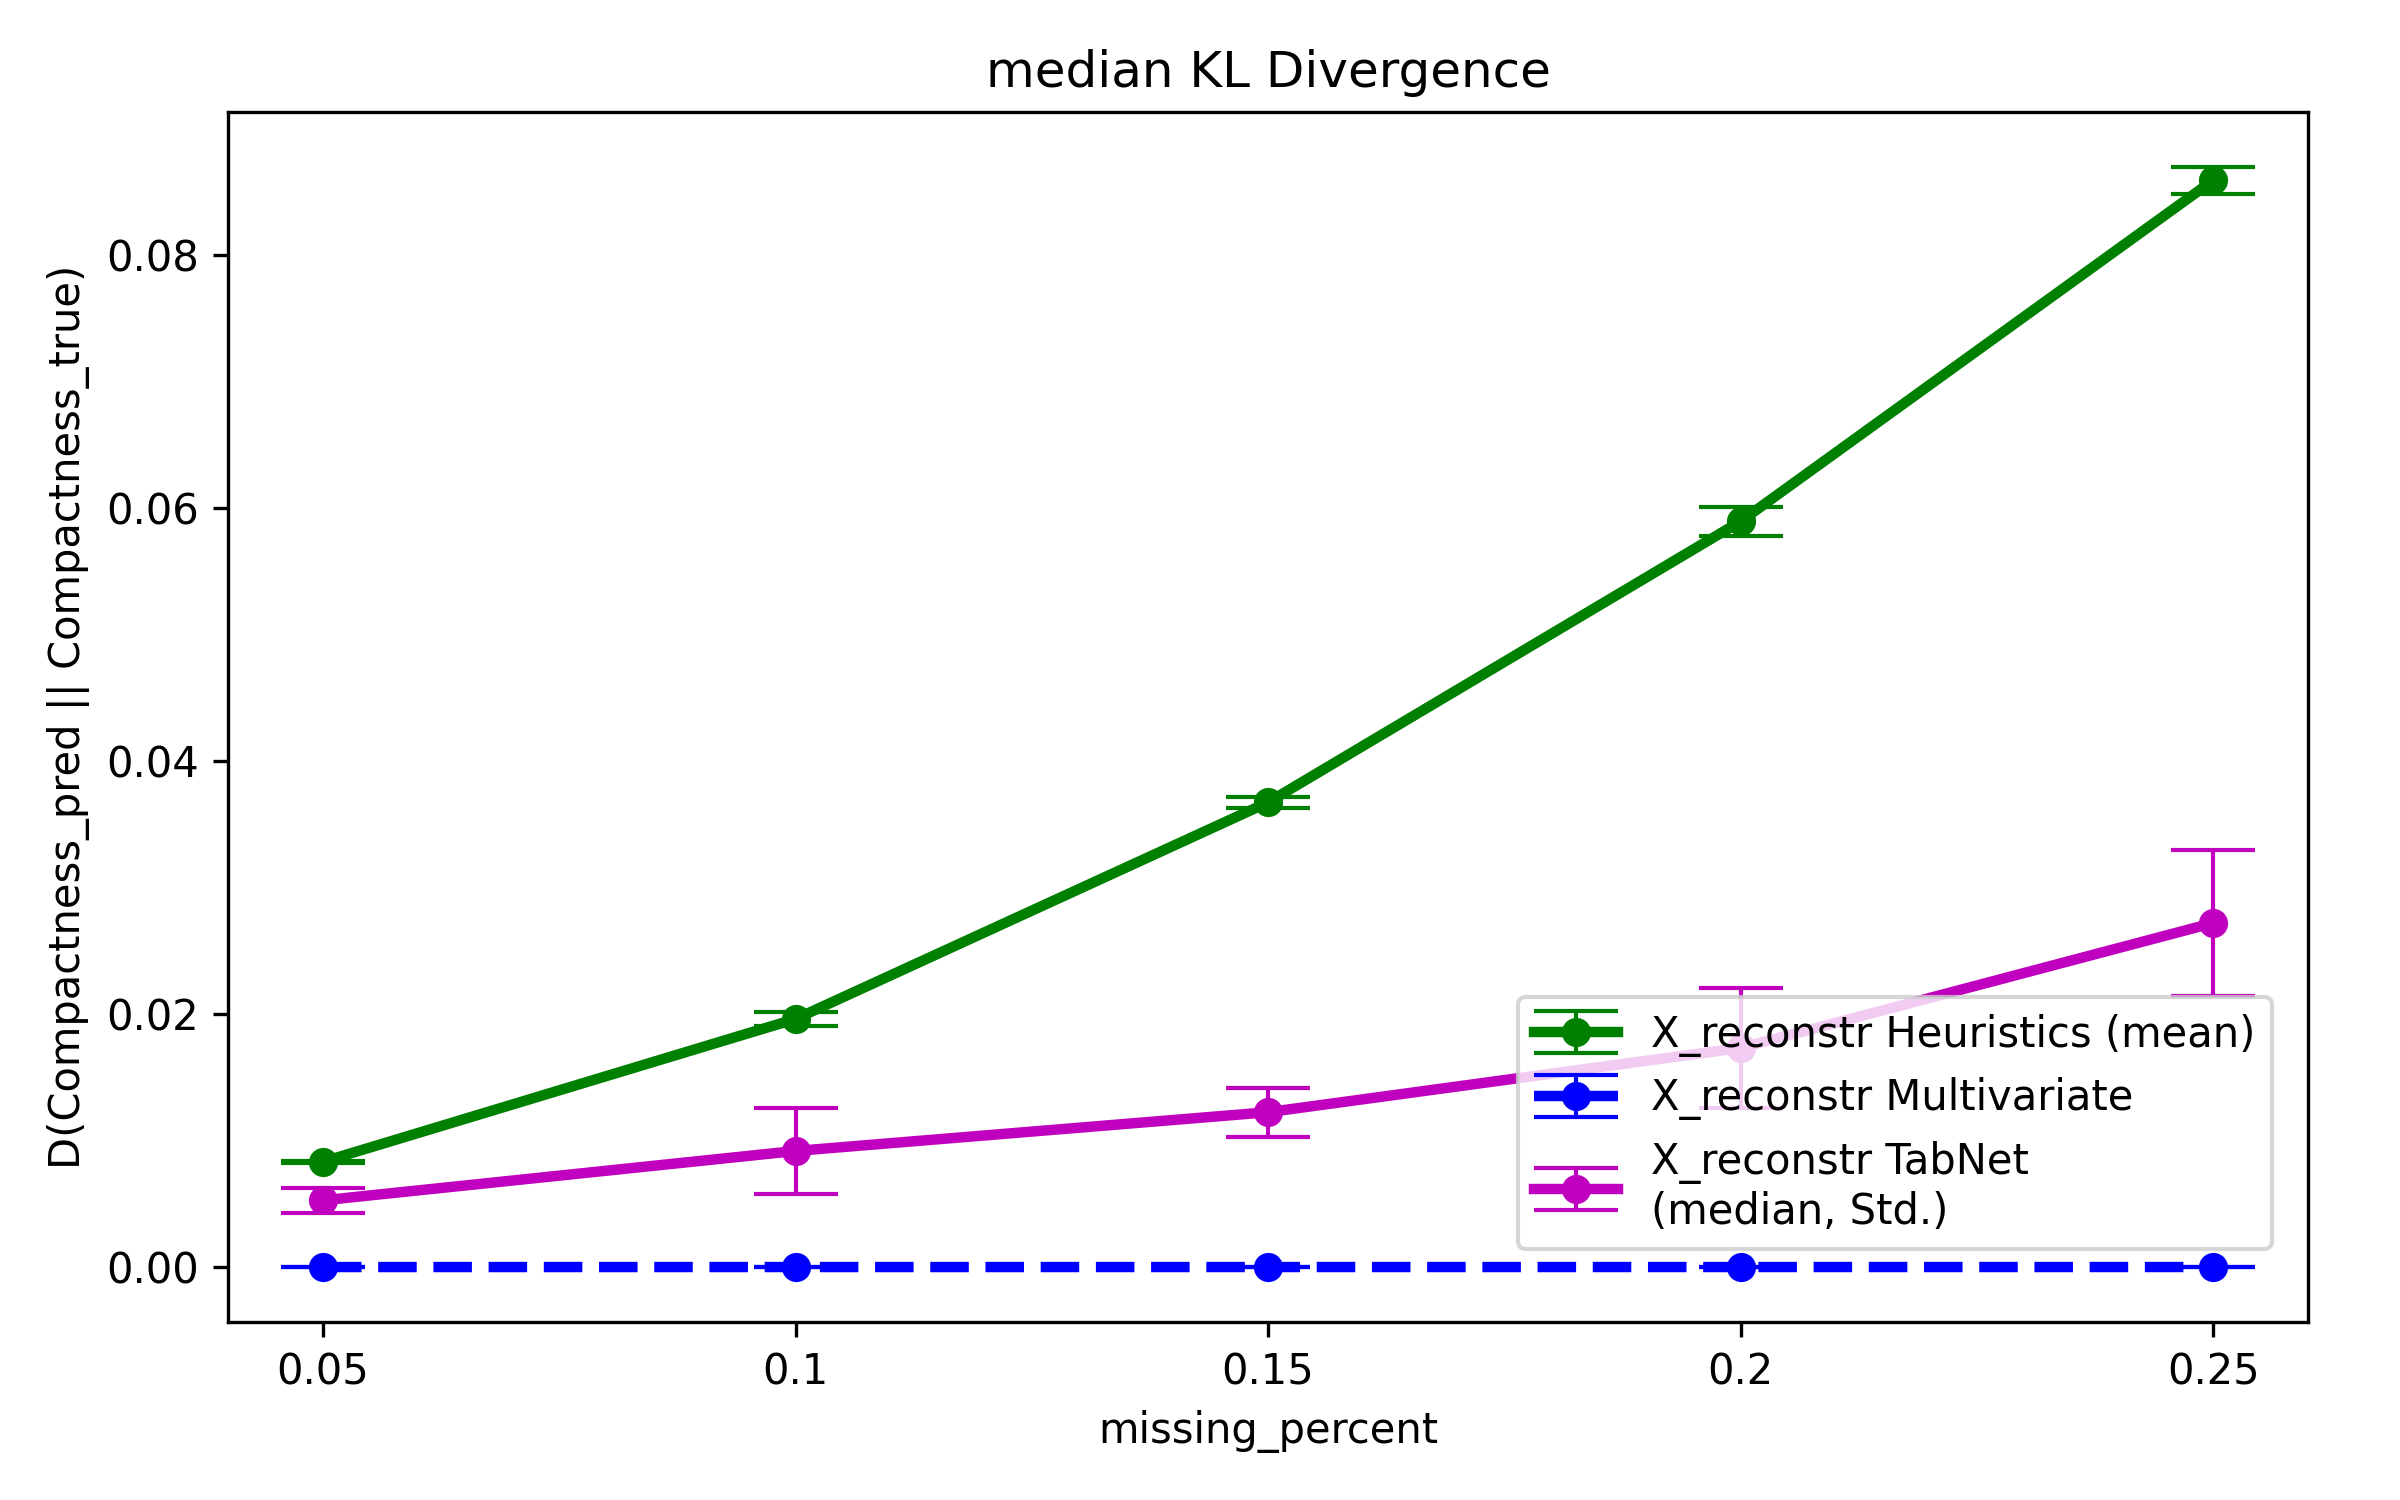 median KL Divergence
D(Compactness_pred || Compactness_true)
0.08
0.06
0.04
0.02
0.00
X_reconstr Heuristics (mean)
X_reconstr Multivariate
X_reconstr TabNet
(median, Std.)
0.05
0.1
0.15
0.2
0.25
missing_percent